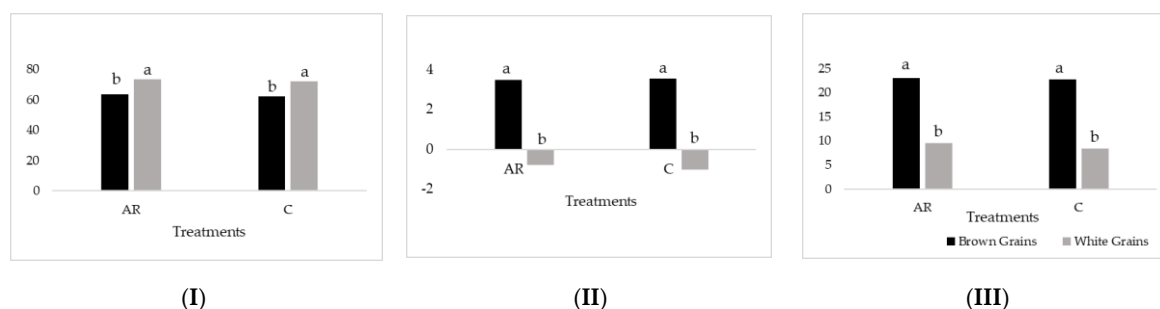 80
60
40
20
0
b a b a
AR C
Treatments
(I)
4
2
0
-2
a b a b
AR C
Treatments
(II)
25
20
15
10
5
0
a b a b
AR C
Treatments
Brown Grains White Grains
(III)